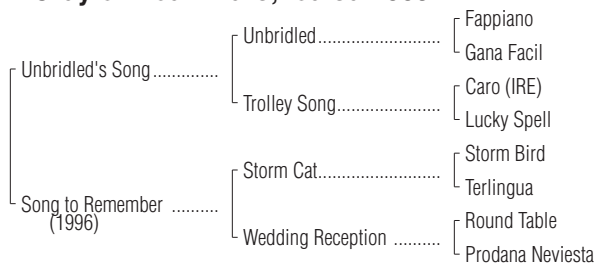 Fappiano
Unbridled........................
Gana Facil
Unbridled's Song..............
Caro (IRE)
Trolley Song.....................
Lucky Spell
Storm Bird
Storm Cat........................
Terlingua
Song to Remember ..........
(1996)
Round Table
Wedding Reception ..........
Prodana Neviesta